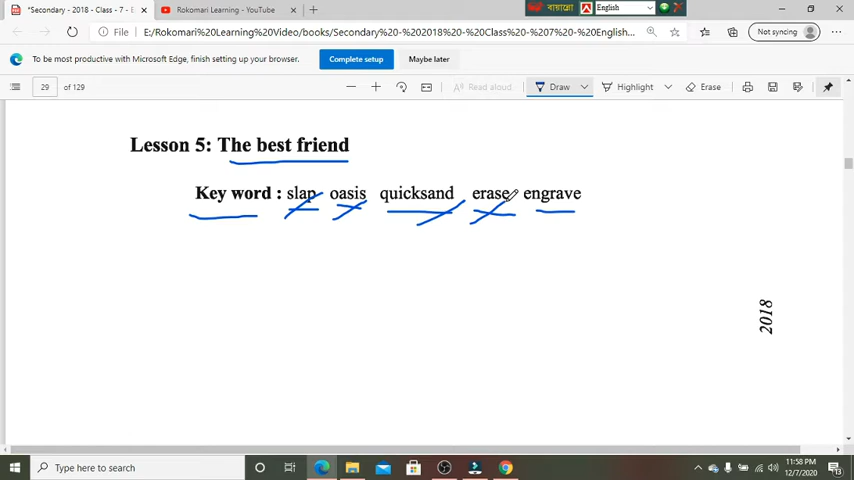 *Secondary - 2018 - Class - 7 - E
Rokomari Learning - YouTube
বায়ান্নো
English
File
E:/Rokomari%20Learning%20Video/books/Secondary%20-%202018%20-%20Class%20-%207%20-%20English...
Not syncing
To be most productive with Microsoft Edge, finish setting up your browser.
Complete setup
Maybe later
29 of 129
Read aloud
Draw
Highlight
Erase
Lesson 5: The best friend
Key word : slap oasis quicksand erase engrave
2018
Type here to search
11:58 PM
12/7/2020